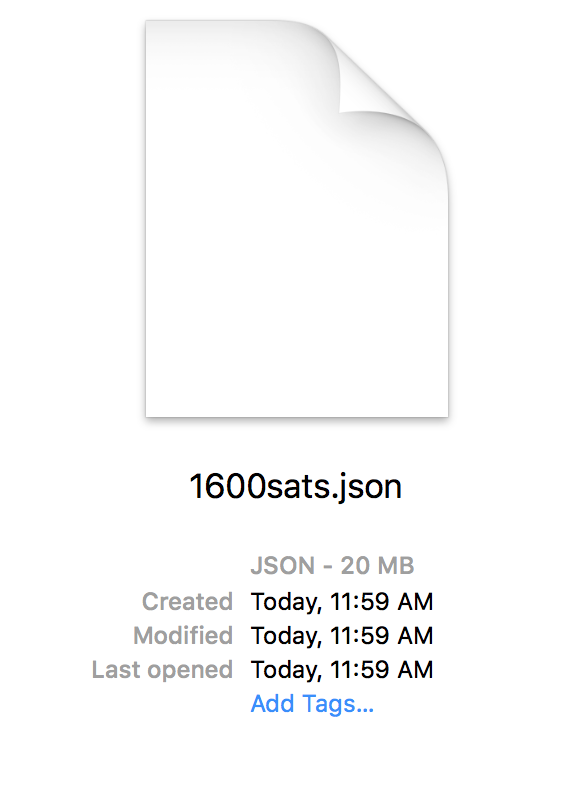 1600sats.json
JSON - 20 MB
Created Today, 11:59 AM
Modified Today, 11:59 AM
Last opened Today, 11:59 AM
Add Tags...